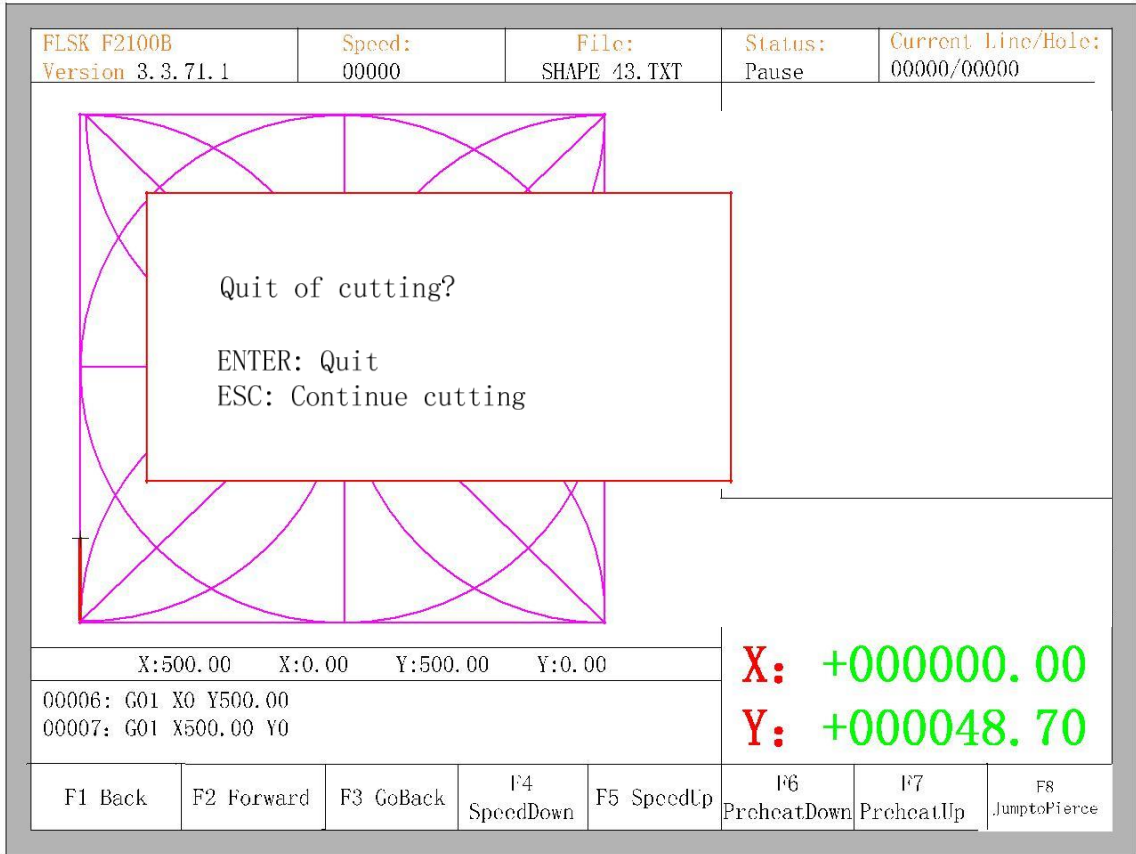 FLSK F2100B
Version 3.3.71.1
Speed:
00000
File:
SHAPE 43.TXT
Status:
Pause
Current Line/Hole:
00000/00000
Quit of cutting?
ENTER: Quit
ESC: Continue cutting
X:500.00 X:0.00 Y:500.00 Y:0.00
00006: G01 X0 Y500.00
00007: G01 X500.00 Y0
X: +000000.00
Y: +000048.70
F1 Back
F2 Forward
F3 GoBack
F4
SpeedDown
F5 SpeedUp
F6
PreheatDown
F7
PreheatUp
F8
JumptoPierce